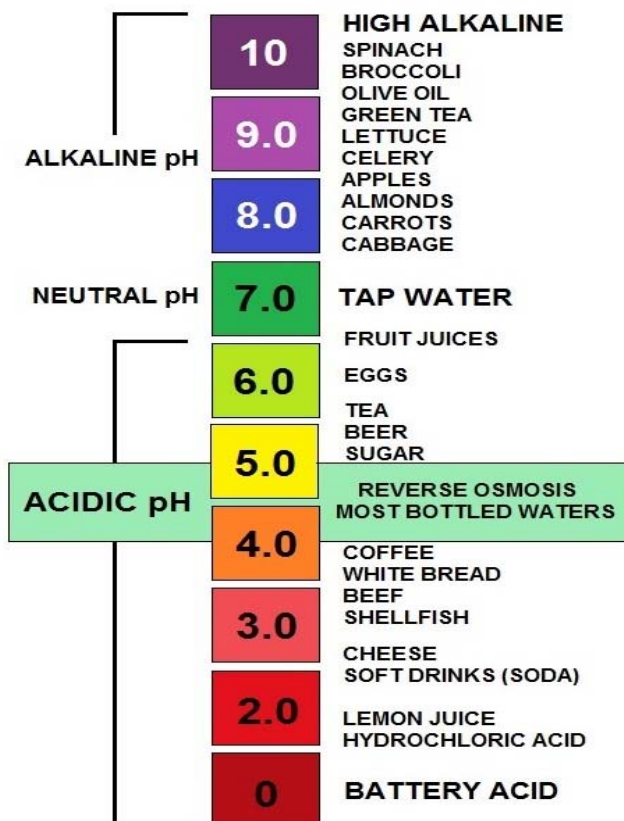 10
HIGH ALKALINE
SPINACH
BROCCOLI
OLIVE OIL
GREEN TEA
9.0
LETTUCE
ALKALINE pH
CELERY
APPLES
ALMONDS
8.0
CARROTS
CABBAGE
NEUTRAL pH 7.0 TAP WATER
FRUIT JUICES
6.0 EGGS
TEA
BEER
5.0
SUGAR
ACIDIC pH
REVERSE OSMOSIS
MOST BOTTLED WATERS
4.0
COFFEE
WHITE BREAD
BEEF
3.0
SHELLFISH
CHEESE
SOFT DRINKS (SODA)
2.0
LEMON JUICE
HYDROCHLORIC ACID
0 BATTERY ACID